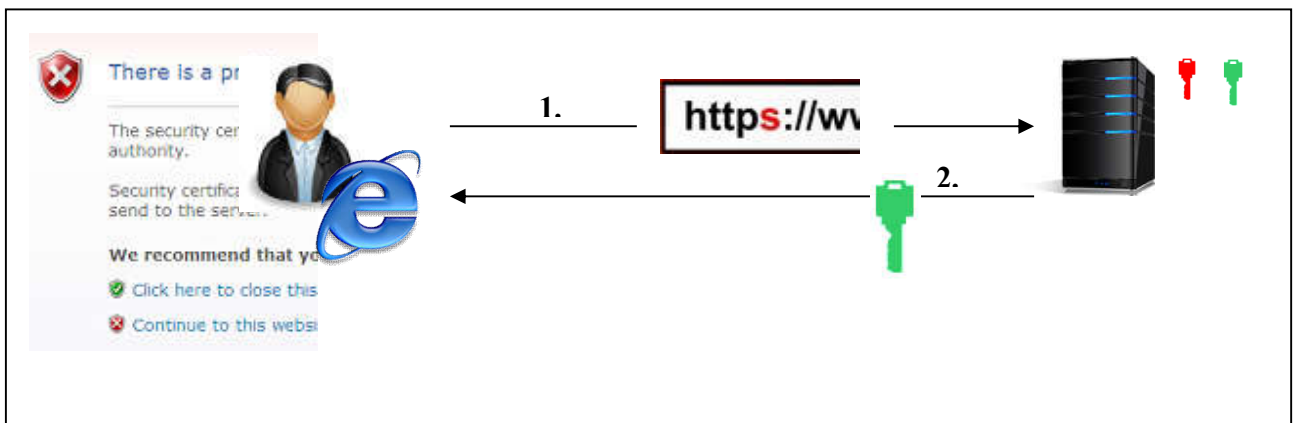 There is a pr
The security cer
authority.
Security certifica
send to the server.
We recommend that yo
Click here to close this
Continue to this websi
1.
https://wv
2.